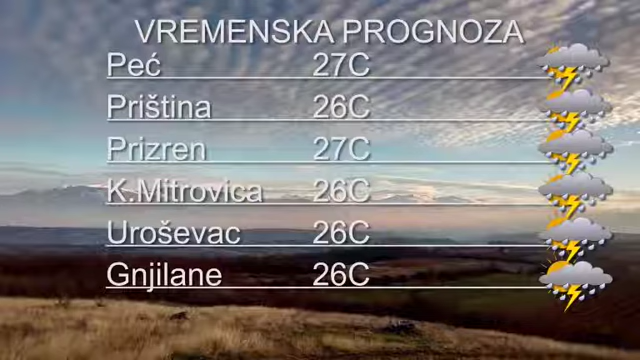 VREMENSKA PROGNOZA
Peć 27C
Priština 26C
Prizren 27C
K.Mitrovica 26C
Uroševac 26C
Gnjilane 26C